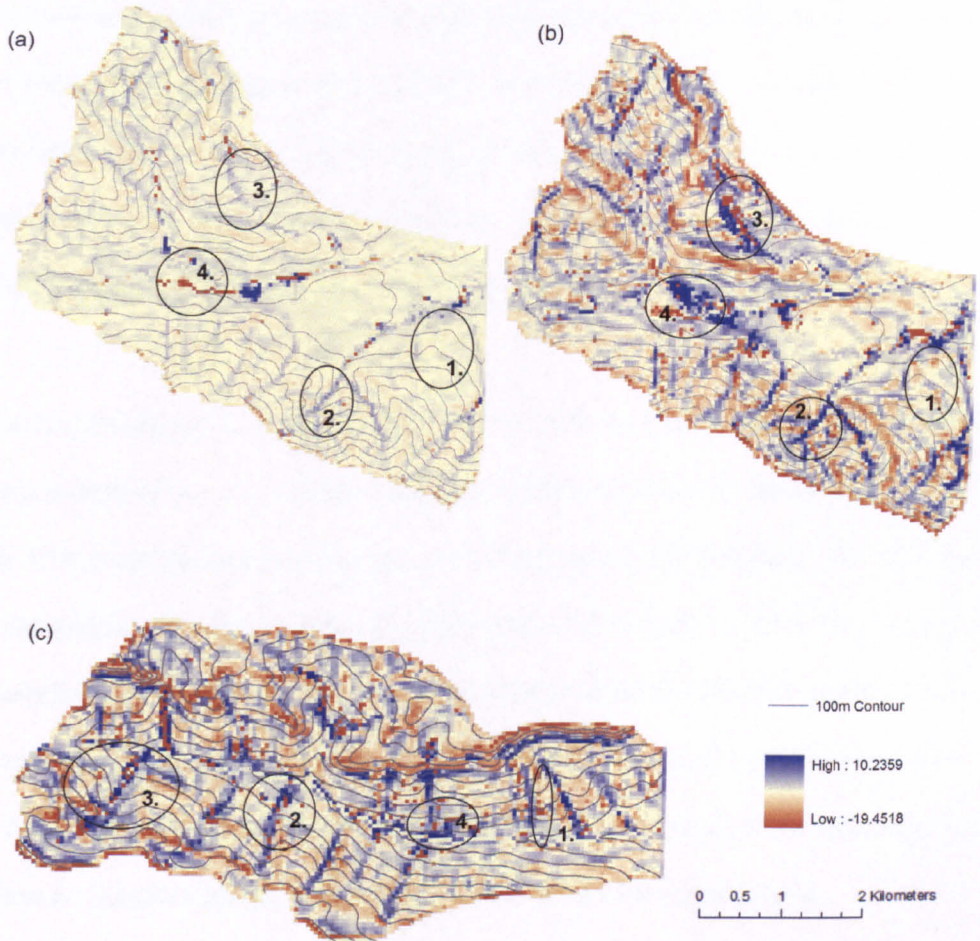 (a)
3.
4.
1.
2.
(b)
3.
4.
1.
2.
(c)
3.
2.
4.
1.
100m Contour
High : 10.2359
Low : -19.4518
0 0.5 1 2 Kilometers